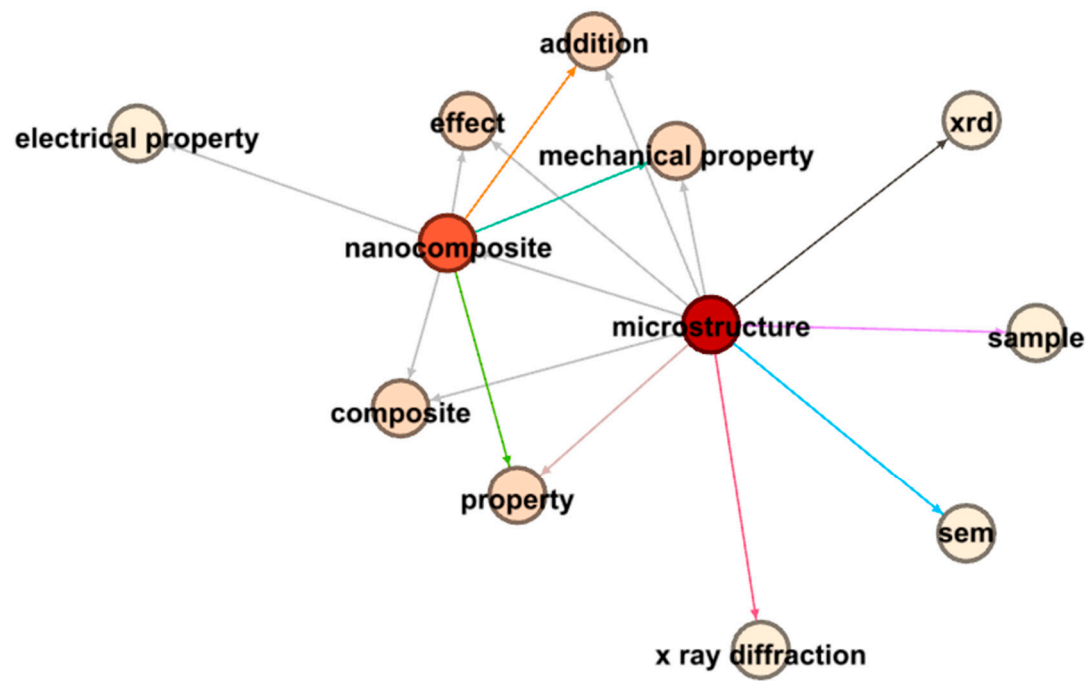 addition
effect
xrd
electrical property
mechanical property
nanocomposite
microstructure
sample
composite
property
sem
x ray diffraction